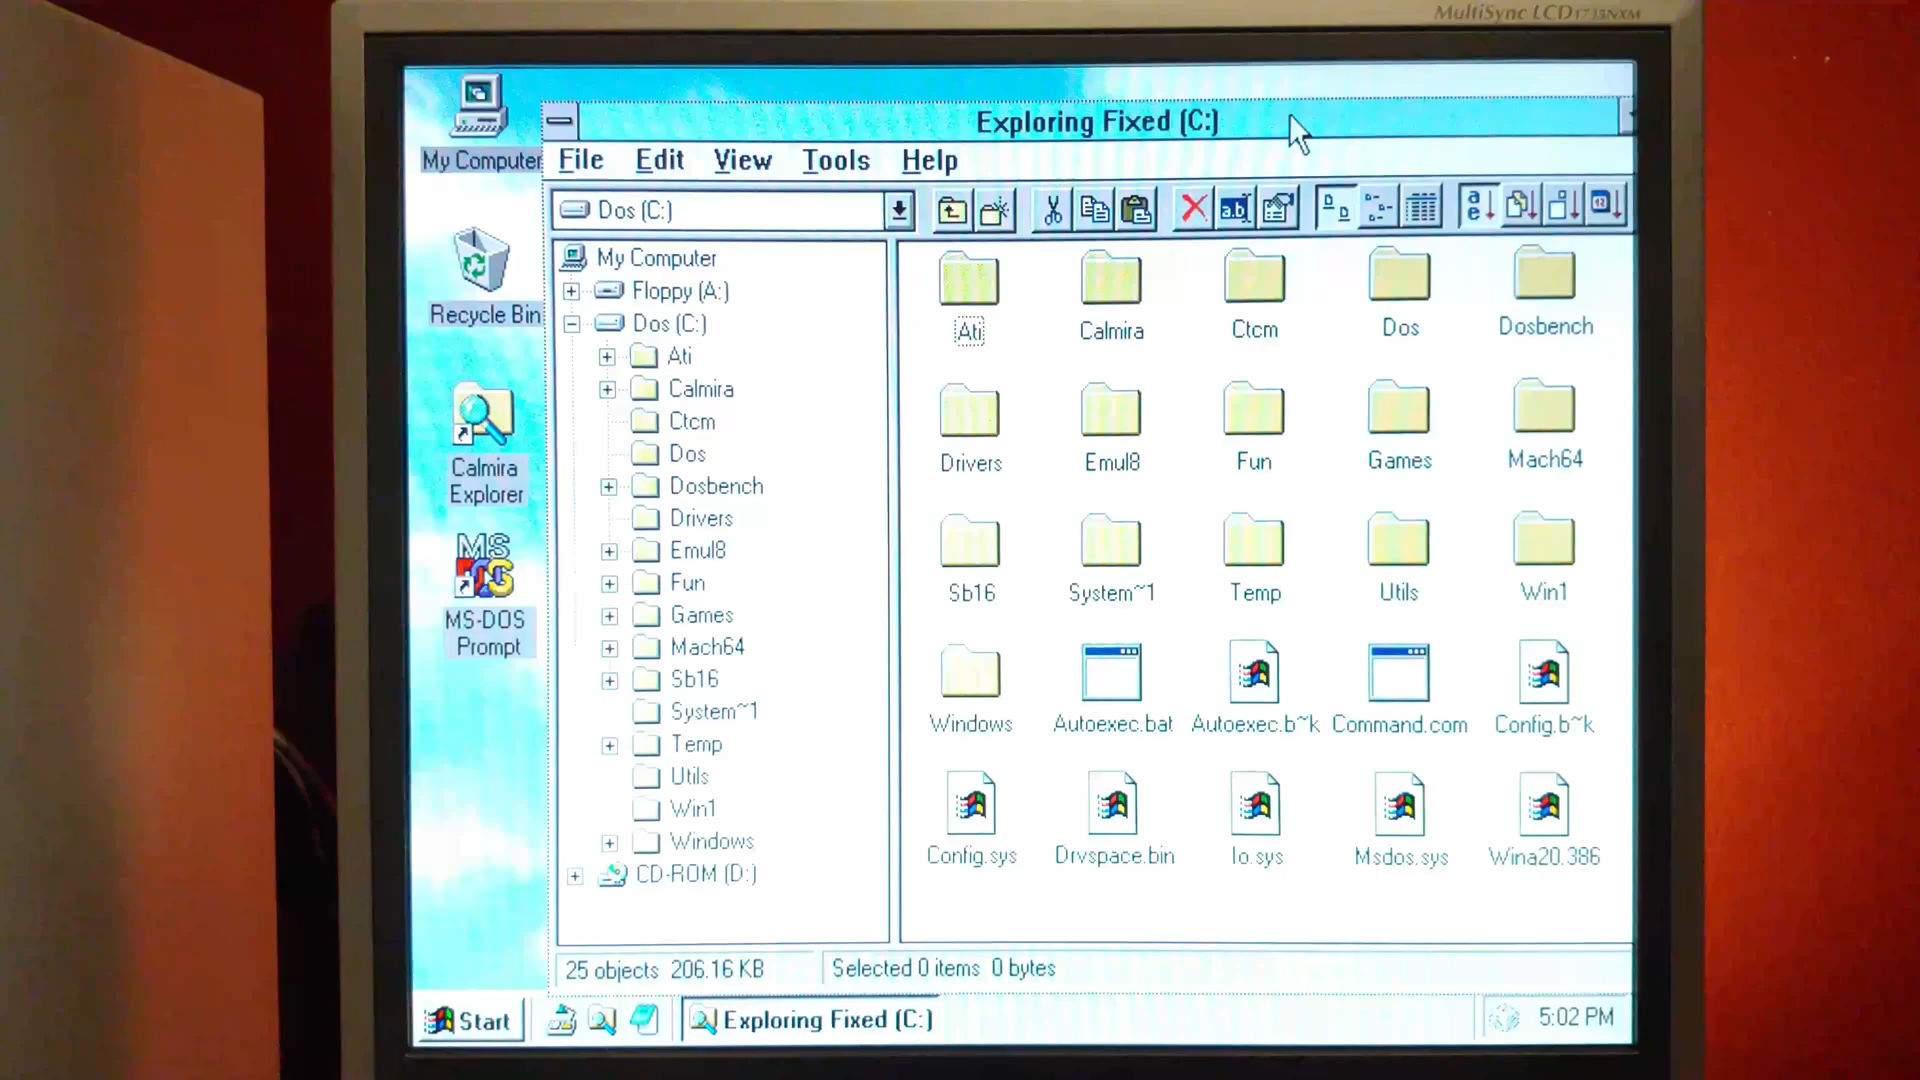 MultiSync LCD1735NXM
My Computer
Recycle Bin
Calmira
Explorer
MS
DOS
MS-DOS
Prompt
Exploring Fixed (C:)
File Edit View Tools Help
Dos (C:)
My Computer
Floppy (A:)
Dos (C:)
Ati
Calmira
Ctcm
Dos
Dosbench
Drivers
Emul8
Fun
Games
Mach64
Sb16
System~1
Temp
Utils
Win1
Windows
CD-ROM (D:)
Ati Calmira Ctcm Dos Dosbench
Drivers Emul8 Fun Games Mach64
Sb16 System~1 Temp Utils Win1
Windows Autoexec.bat Autoexec.b~k Command.com Config.b~k
Config.sys Drvspace.bin Io.sys Msdos.sys Wina20.386
25 objects 206.16 KB Selected 0 items 0 bytes
Start Exploring Fixed (C:) 5:02 PM